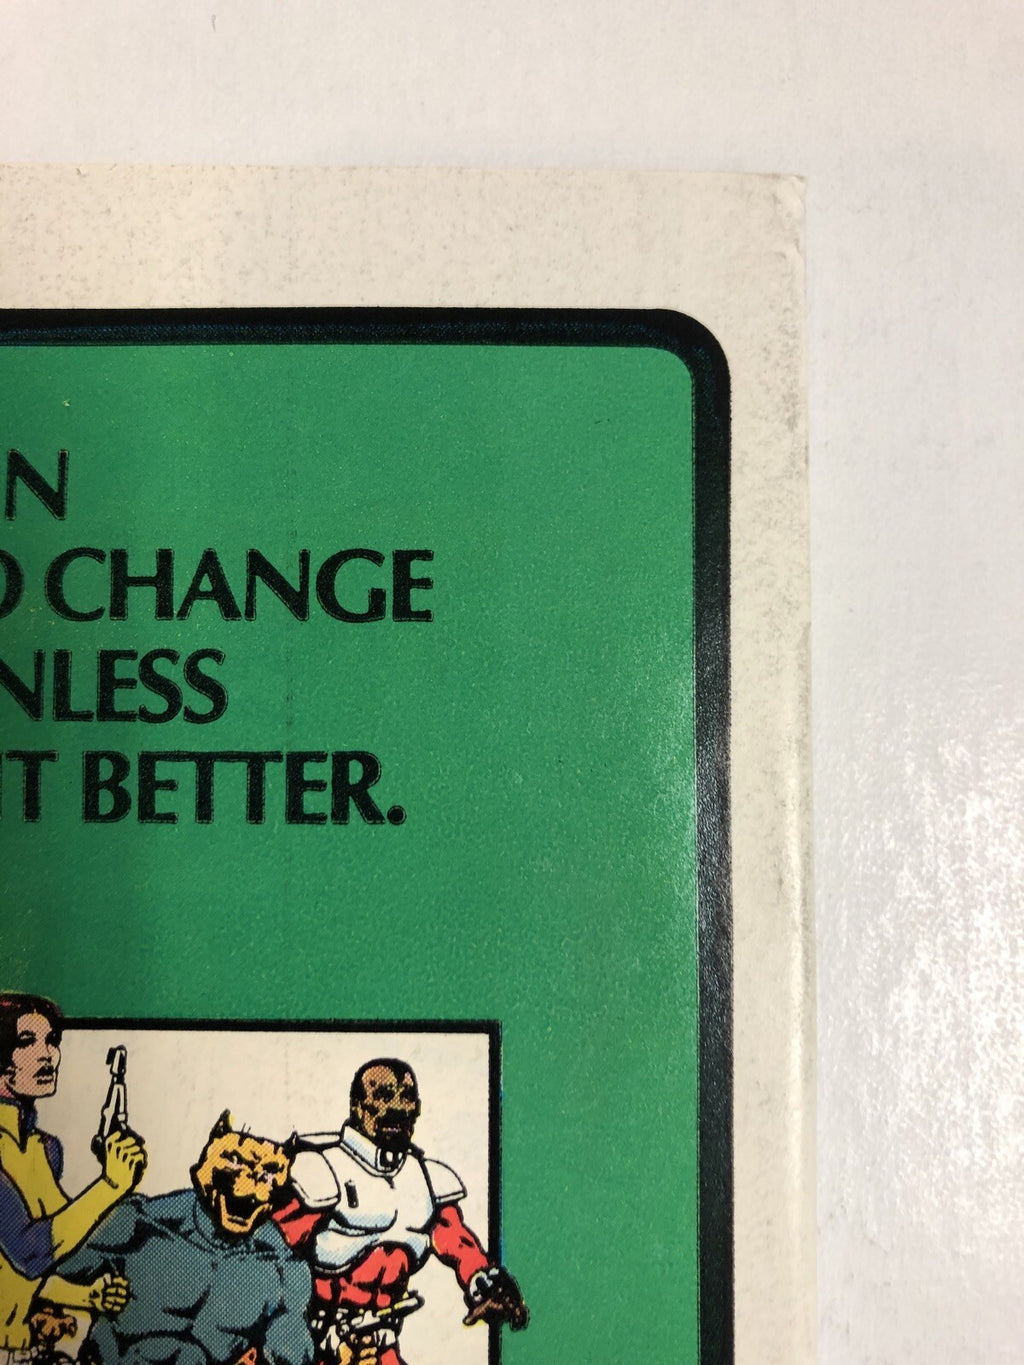 N
O CHANGE
NLESS
IT BETTER.